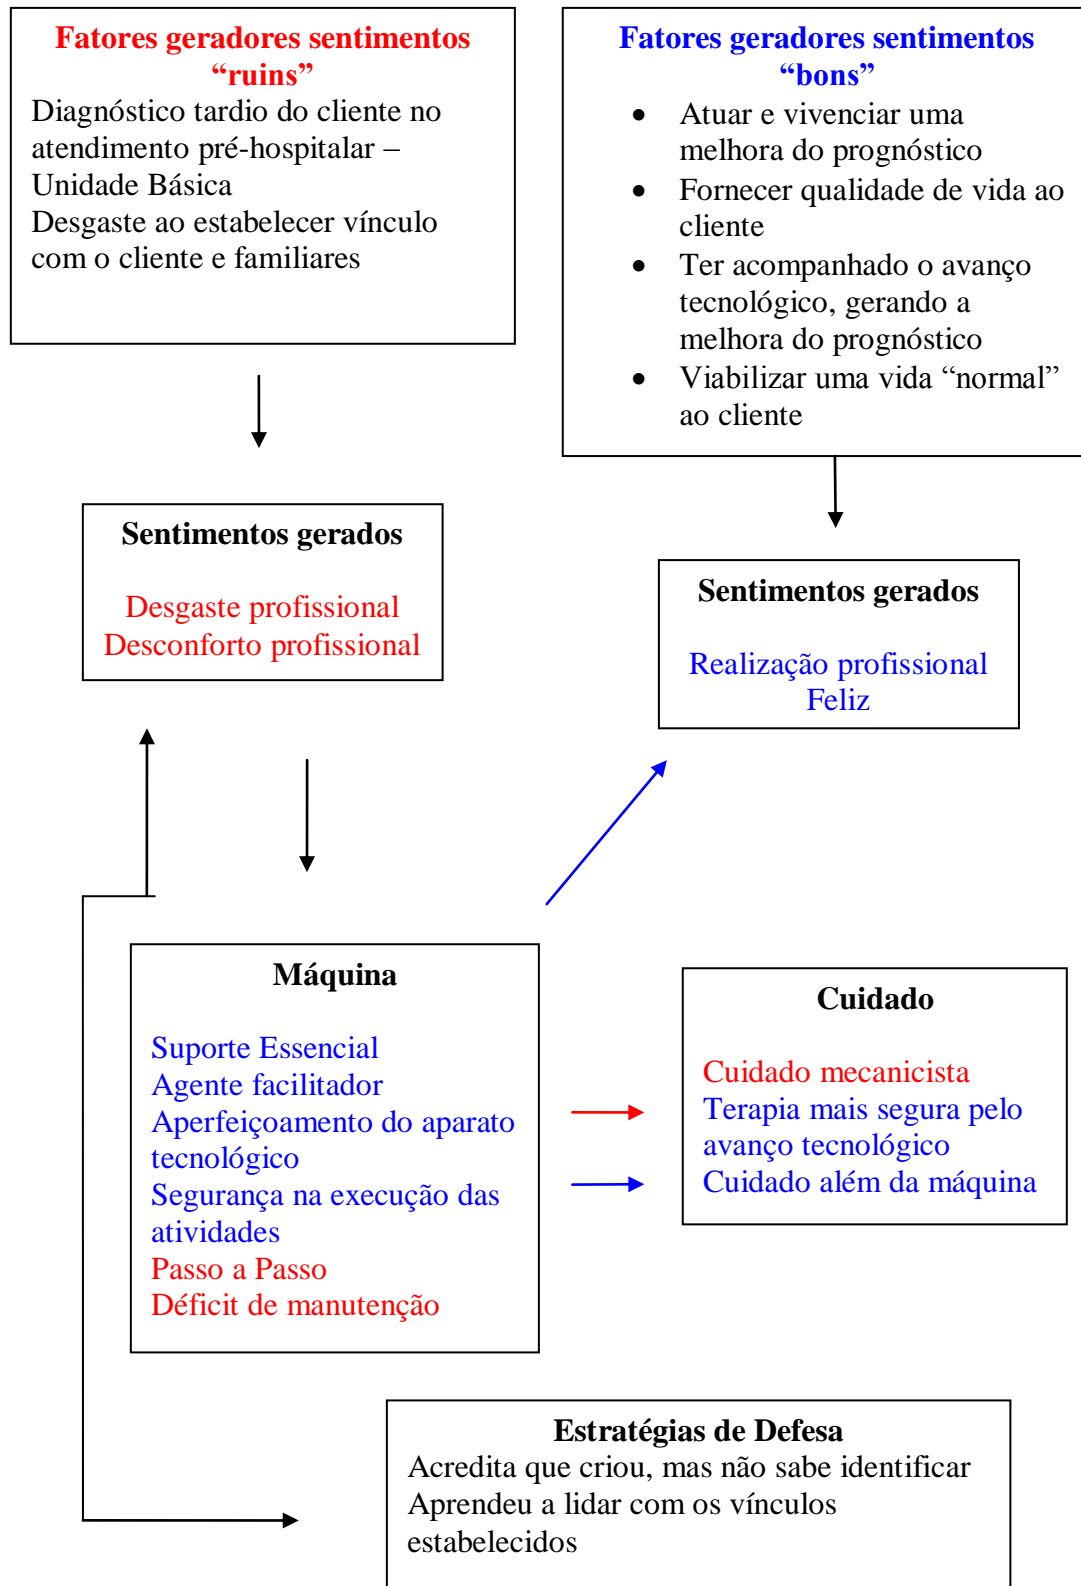 Fatores geradores sentimentos
“ruins”
Diagnóstico tardio do cliente no
atendimento pré-hospitalar –
Unidade Básica
Desgaste ao estabelecer vínculo
com o cliente e familiares
Fatores geradores sentimentos
“bons”
• Atuar e vivenciar uma
melhora do prognóstico
• Fornecer qualidade de vida ao
cliente
• Ter acompanhado o avanço
tecnológico, gerando a
melhora do prognóstico
• Viabilizar uma vida “normal”
ao cliente
Sentimentos gerados
Desgaste profissional
Desconforto profissional
Sentimentos gerados
Realização profissional
Feliz
Máquina
Suporte Essencial
Agente facilitador
Aperfeiçoamento do aparato
tecnológico
Segurança na execução das
atividades
Passo a Passo
Déficit de manutenção
Cuidado
Cuidado mecanicista
Terapia mais segura pelo
avanço tecnológico
Cuidado além da máquina
Estratégias de Defesa
Acredita que criou, mas não sabe identificar
Aprendeu a lidar com os vínculos
estabelecidos